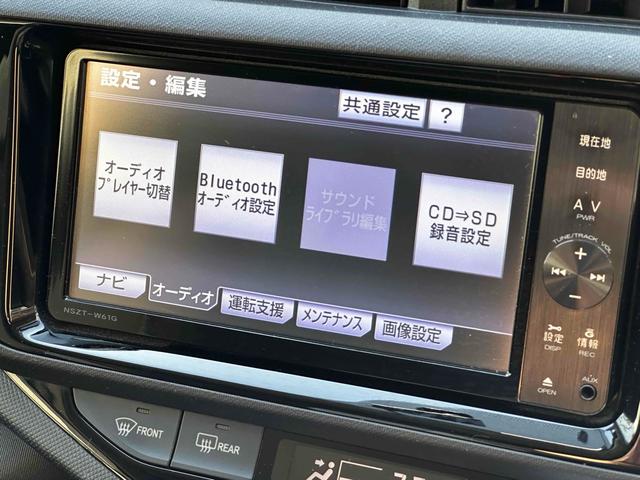 設定・編集
共通設定
?
オーディオ
プレイヤー切替
Bluetooth
オーディオ設定
サウンド
ライブラリ編集
CD⇒SD
録音設定
ナビ
オーディオ
運転支援
メンテナンス
画像設定
NSZT-W61G
現在地
目的地
AV
PWR
TUNE/TRACK VOL
設定
DISP
情報
REC
OPEN
AUX
FRONT
REAR